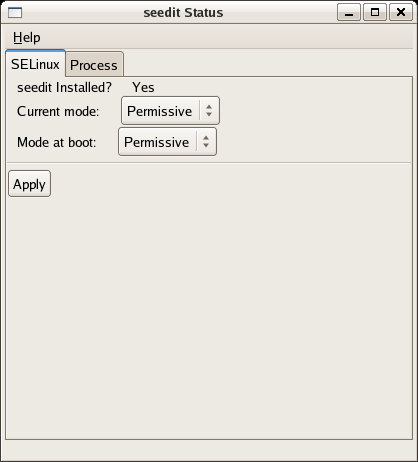 seedit Status
Help
SELinux Process
seedit Installed? Yes
Current mode: Permissive
Mode at boot: Permissive
Apply